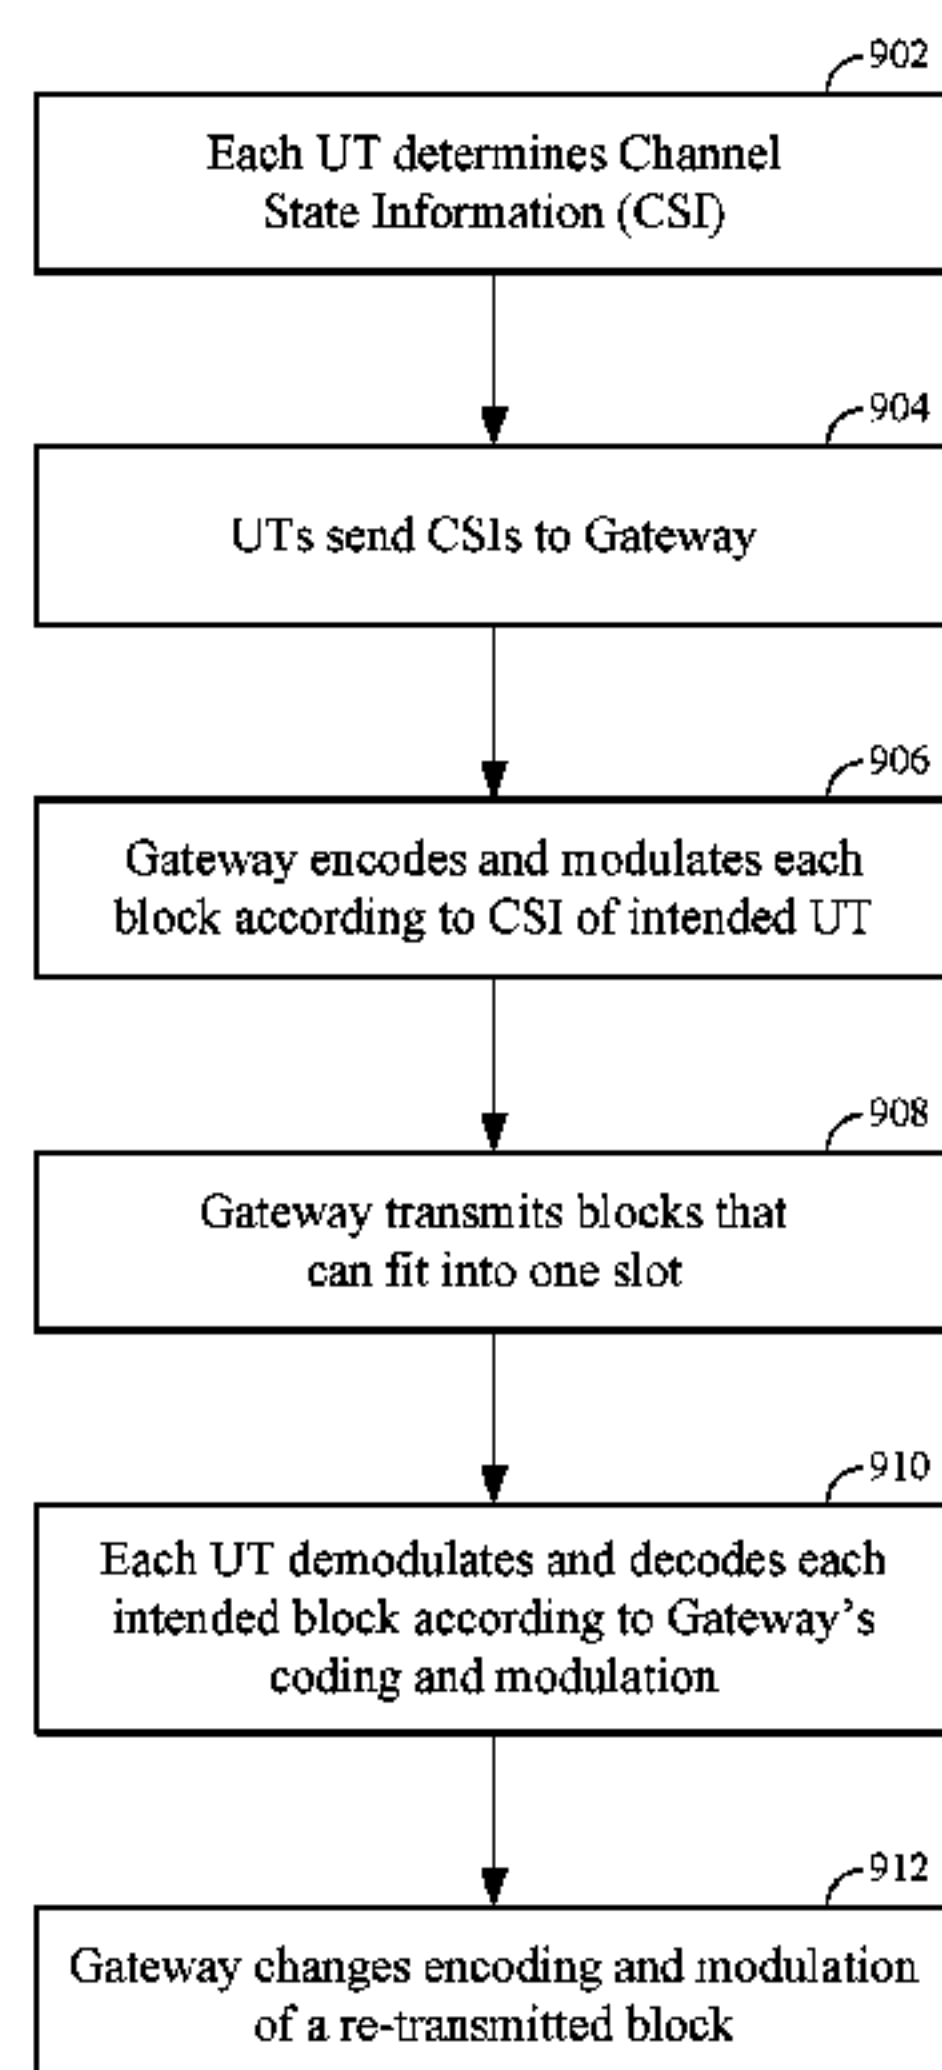 902
Each UT determines Channel
State Information (CSI)
904
UTs send CSIs to Gateway
906
Gateway encodes and modulates each
block according to CSI of intended UT
908
Gateway transmits blocks that
can fit into one slot
910
Each UT demodulates and decodes each
intended block according to Gateway's
coding and modulation
912
Gateway changes encoding and modulation
of a re-transmitted block